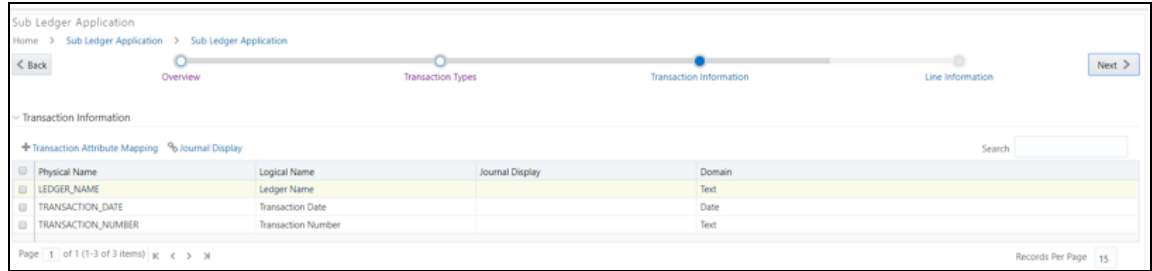 Sub Ledger Application
Home > Sub Ledger Application > Sub Ledger Application
< Back
Next >
Overview Transaction Types Transaction Information Line Information
Transaction Information
+Transaction Attribute Mapping Journal Display Search
Physical Name Logical Name Journal Display Domain
LEDGER_NAME Ledger Name Text
TRANSACTION_DATE Transaction Date Date
TRANSACTION_NUMBER Transaction Number Text
Page 1 of 1 (1-3 of 3 items) K < > X Records Per Page 15